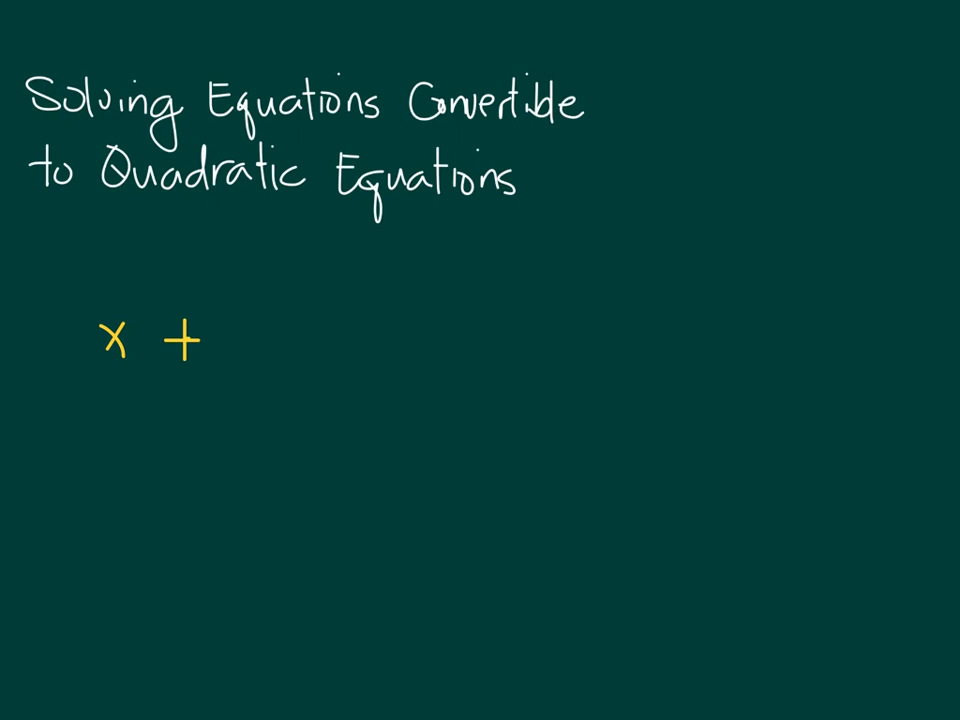 Solving Equations Convertible
to Quadratic Equations
x +